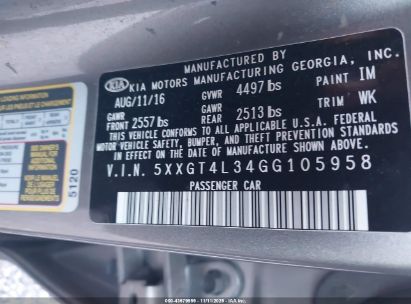 MANUFACTURED BY
KIA KIA MOTORS MANUFACTURING GEORGIA, INC.
AUG/11/16 GVWR 4497 lbs PAINT IM
GAWR FRONT 2557 lbs GAWR REAR 2513 lbs TRIM WK
THIS VEHICLE CONFORMS TO ALL APPLICABLE U.S.A. FEDERAL
MOTOR VEHICLE SAFETY, BUMPER, AND THEFT PREVENTION
STANDARDS IN EFFECT ON THE DATE OF MANUFACTURE SHOWN ABOVE.
V.I.N. 5XXGT4L34GG105958
PASSENGER CAR
5120